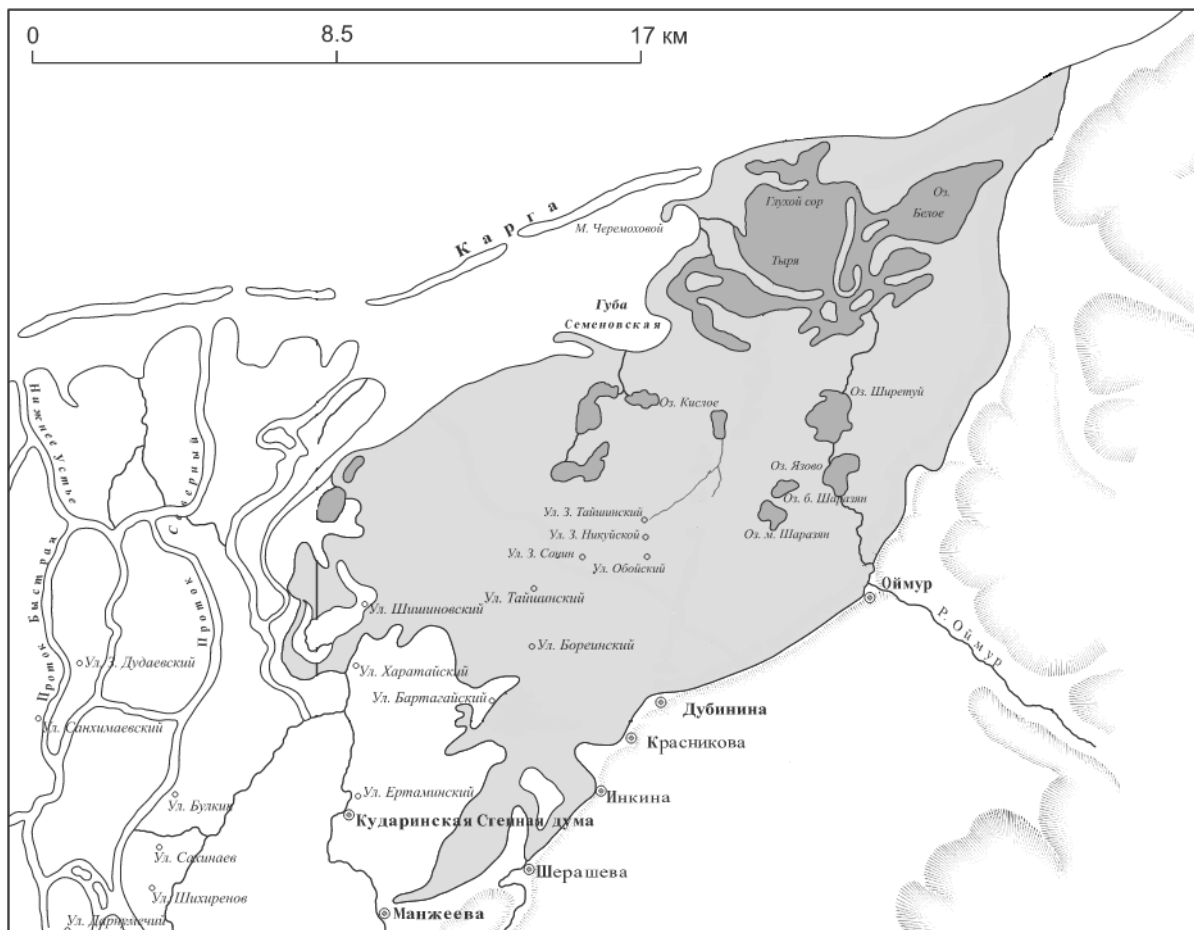 0 8.5 17 км
Карга
М. Черемоховой
Глухой сор
Оз.
Белое
Тыря
Губа
Семеновская
Оз. Кислое
Оз. Ширетуй
Оз. Язово
Оз. б. Шаразян
Оз. м. Шаразян
Ул. З. Тайшинский
Ул. З. Никуйской
Ул. З. Сонин
Ул. Обойский
Ул. Тайшинский
Ул. Шишиновский
Ул. Бореинский
Ул. Харатайский
Ул. Бартагайский
Оймур
Р. Оймур
Дубинина
Красникова
Инкина
Шерашева
Манжеева
Ул. Ертаминский
Кударинская Степная дума
Нижнее Устье
Северный
Проток Быстрац
Проток
Ул. З. Дудаевский
Ул. Санхимаевский
Ул. Булкин
Ул. Сахинаев
Ул. Шихиренов